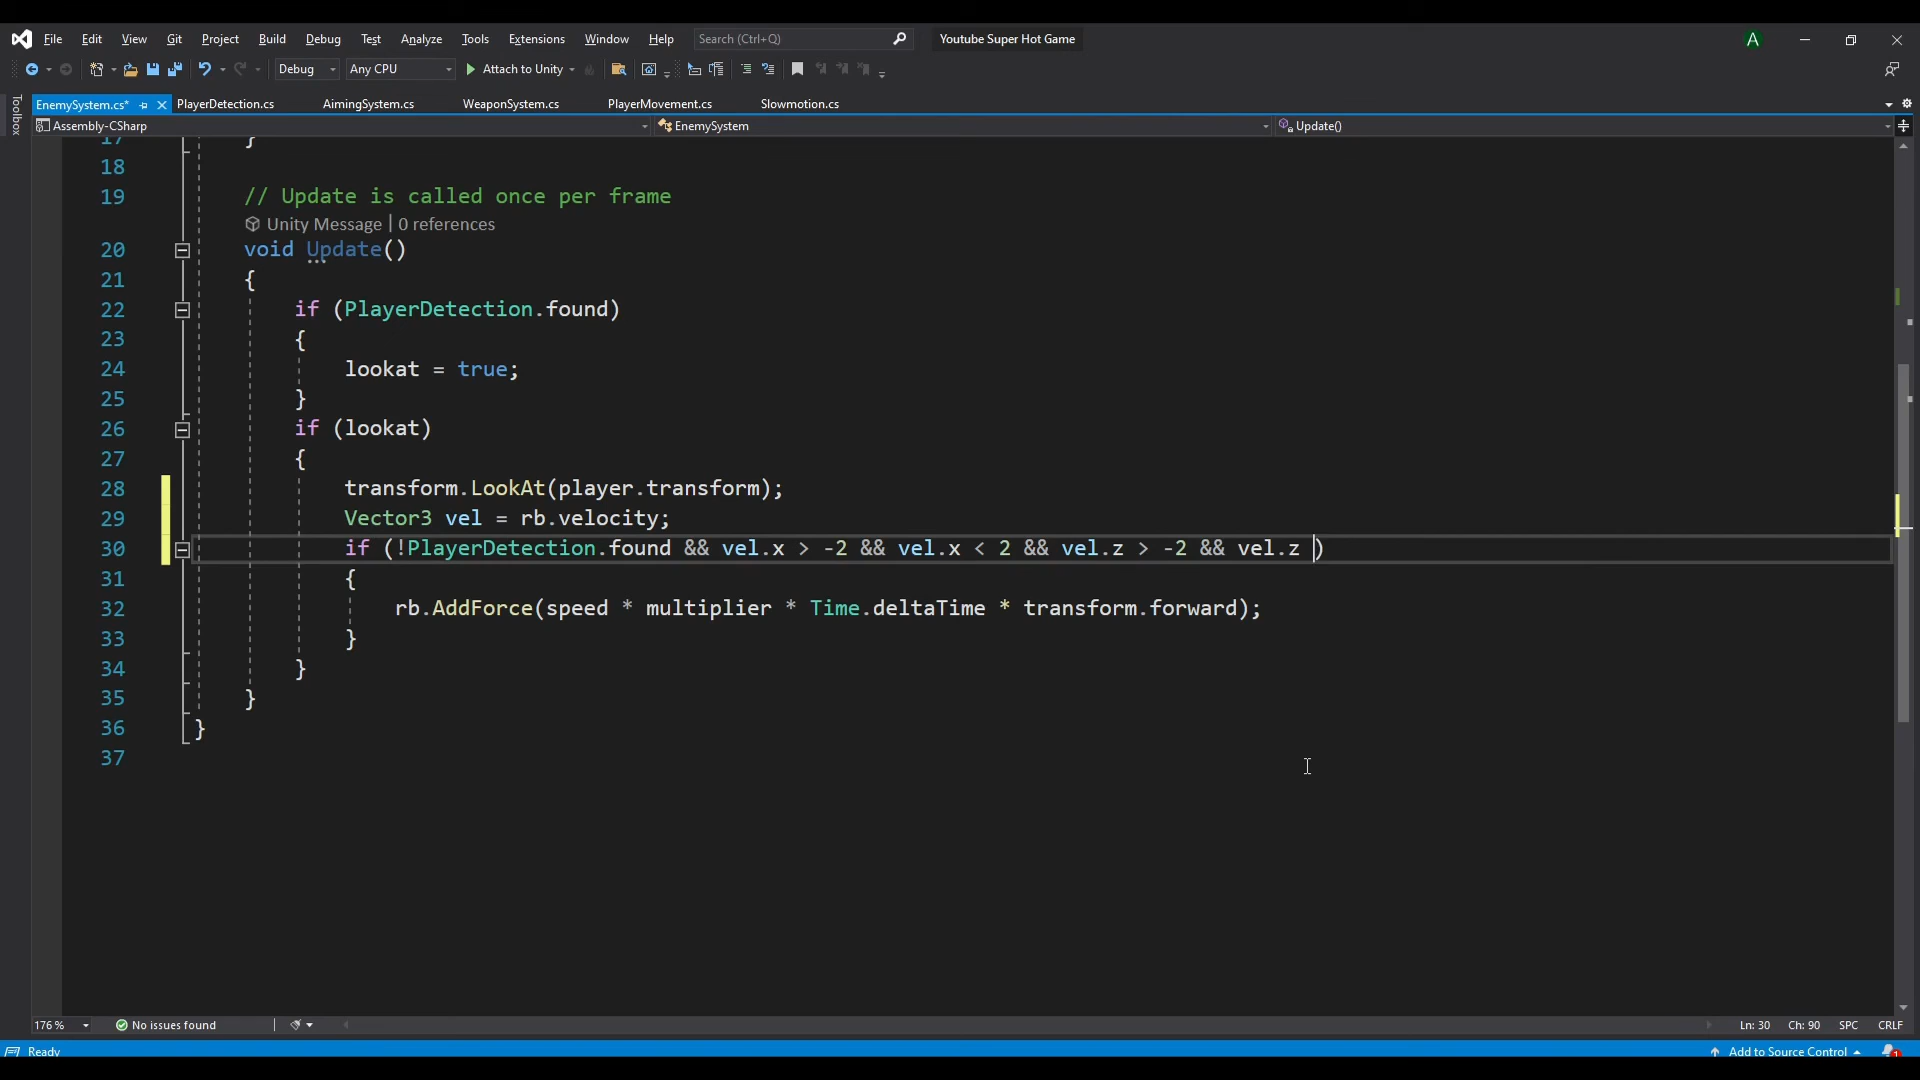 File Edit View Git Project Build Debug Test Analyze Tools Extensions Window Help Search (Ctrl+Q) Youtube Super Hot Game A
Debug Any CPU Attach to Unity
Toolbox
EnemySystem.cs* PlayerDetection.cs AimingSystem.cs WeaponSystem.cs PlayerMovement.cs Slowmotion.cs
Assembly-CSharp EnemySystem Update()
17 }
18
19 // Update is called once per frame
Unity Message | 0 references
20 void Update()
21 {
22 if (PlayerDetection.found)
23 {
24 lookat = true;
25 }
26 if (lookat)
27 {
28 transform.LookAt(player.transform);
29 Vector3 vel = rb.velocity;
30 if (!PlayerDetection.found && vel.x > -2 && vel.x < 2 && vel.z > -2 && vel.z )
31 {
32 rb.AddForce(speed * multiplier * Time.deltaTime * transform.forward);
33 }
34 }
35 }
36 }
37
176 % No issues found Ln: 30 Ch: 90 SPC CRLF
Ready Add to Source Control 1